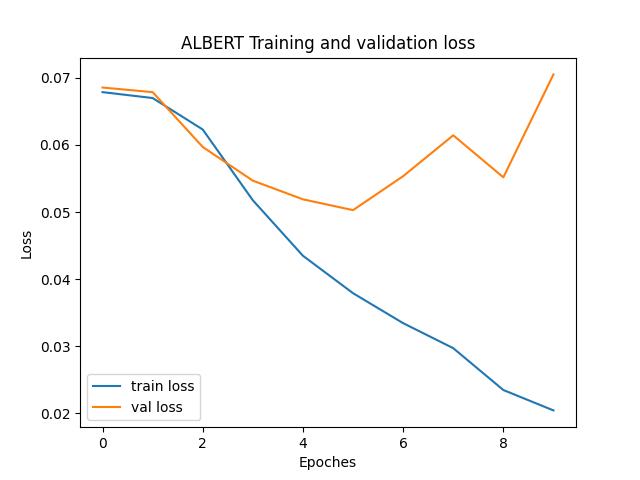 ALBERT Training and validation loss
0.07
0.06
0.05
0.04
0.03
0.02
Loss
train loss
val loss
0
2
4
6
8
Epoches